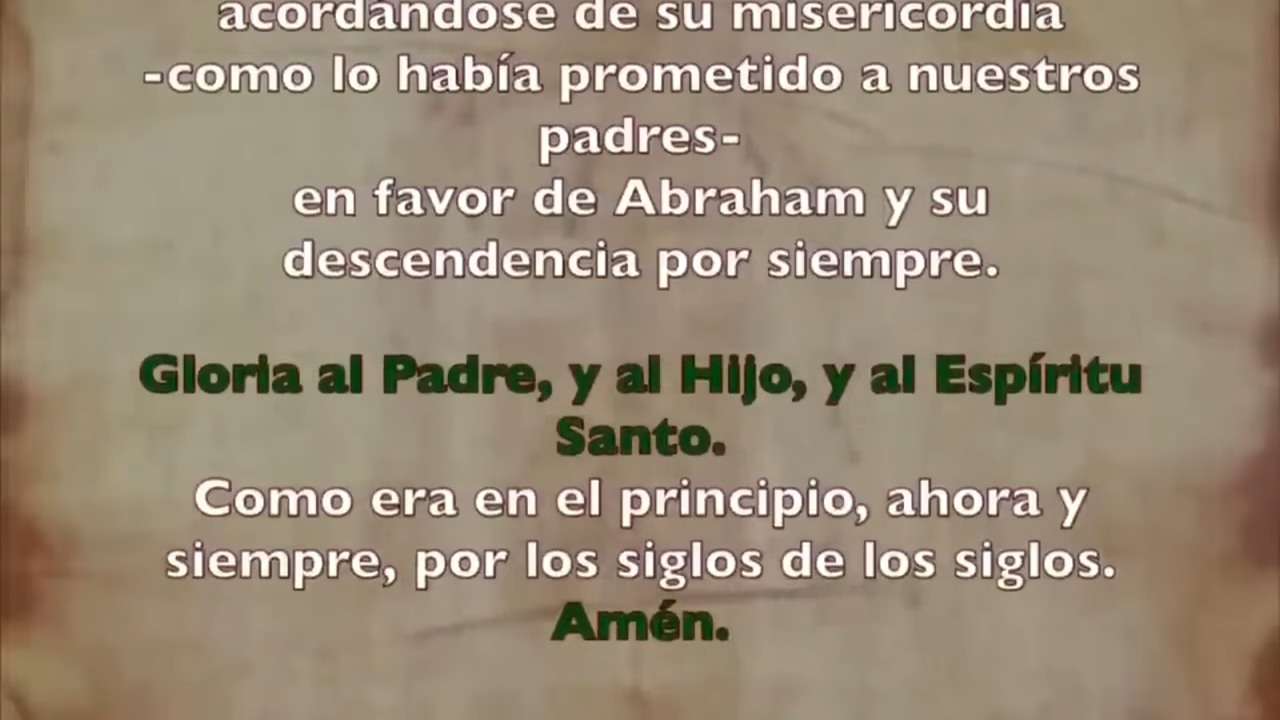 acordándose de su misericordia
-como lo había prometido a nuestros
padres-
en favor de Abraham y su
descendencia por siempre.
Gloria al Padre, y al Hijo, y al Espíritu
Santo.
Como era en el principio, ahora y
siempre, por los siglos de los siglos.
Amén.